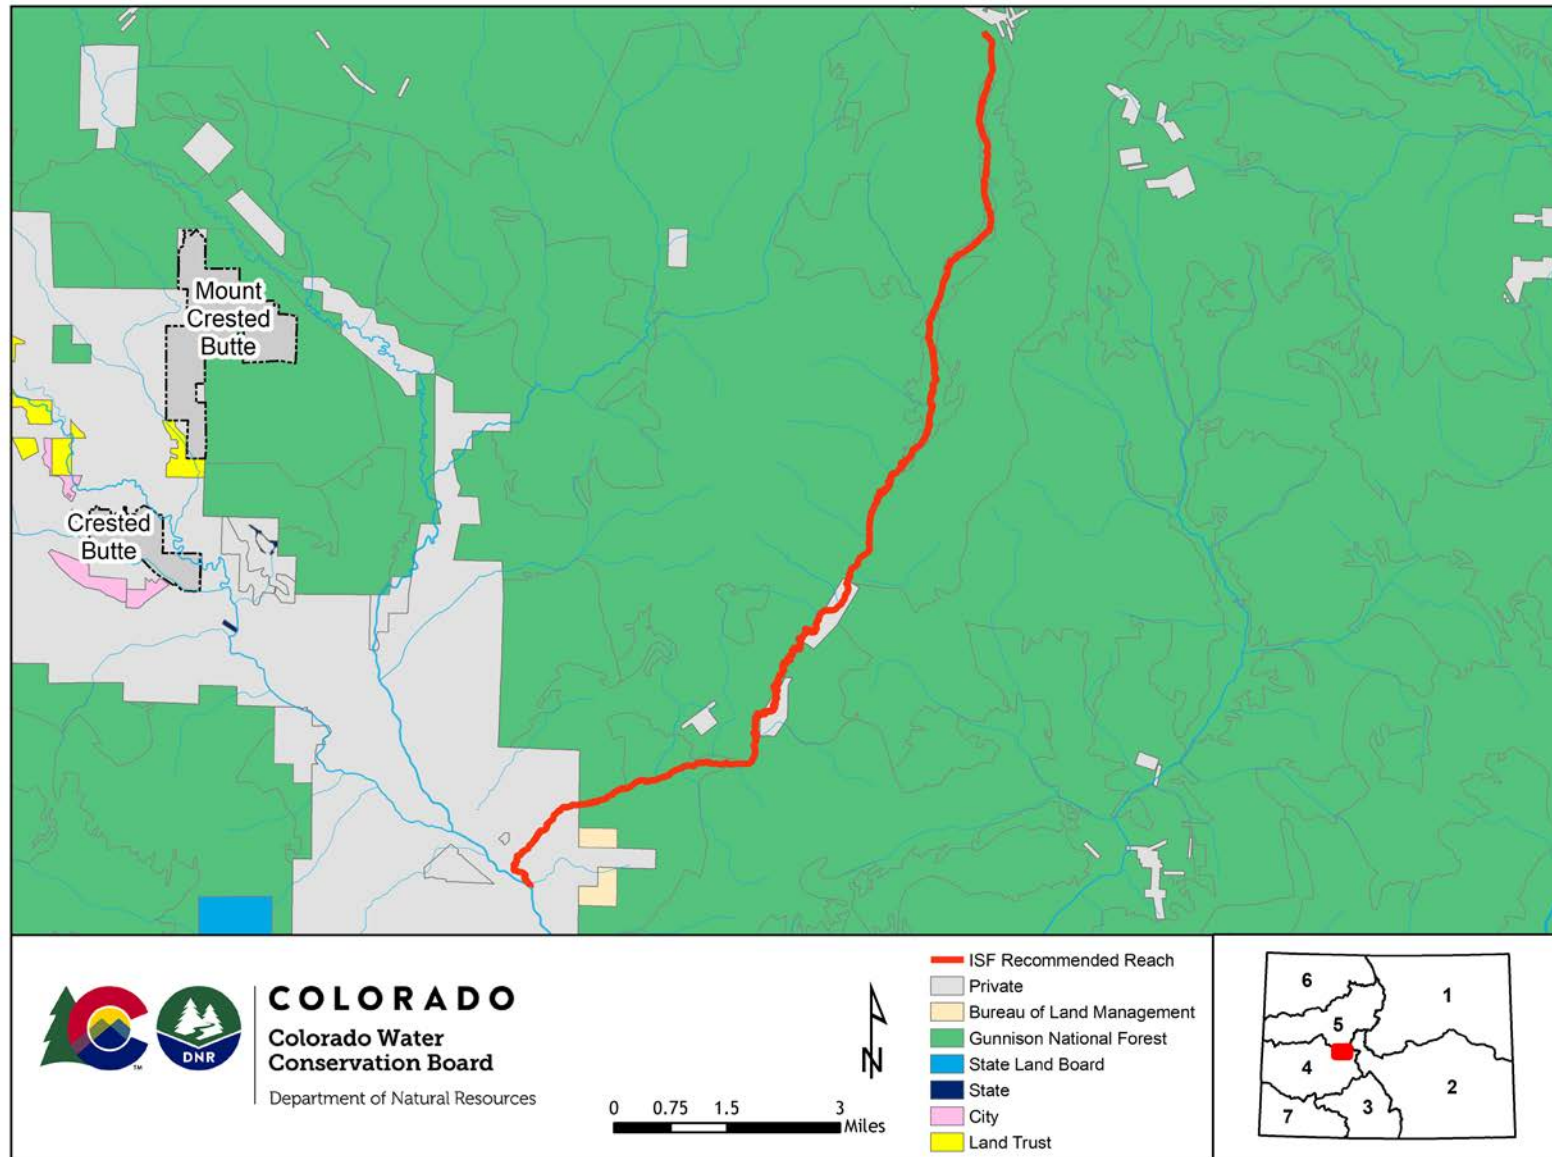 Mount
Crested
Butte
Crested
Butte
DNR
TM
COLORADO
Colorado Water
Conservation Board
Department of Natural Resources
N
0 0.75 1.5 3
Miles
ISF Recommended Reach
Private
Bureau of Land Management
Gunnison National Forest
State Land Board
State
City
Land Trust
6
1
5
4
2
3
7